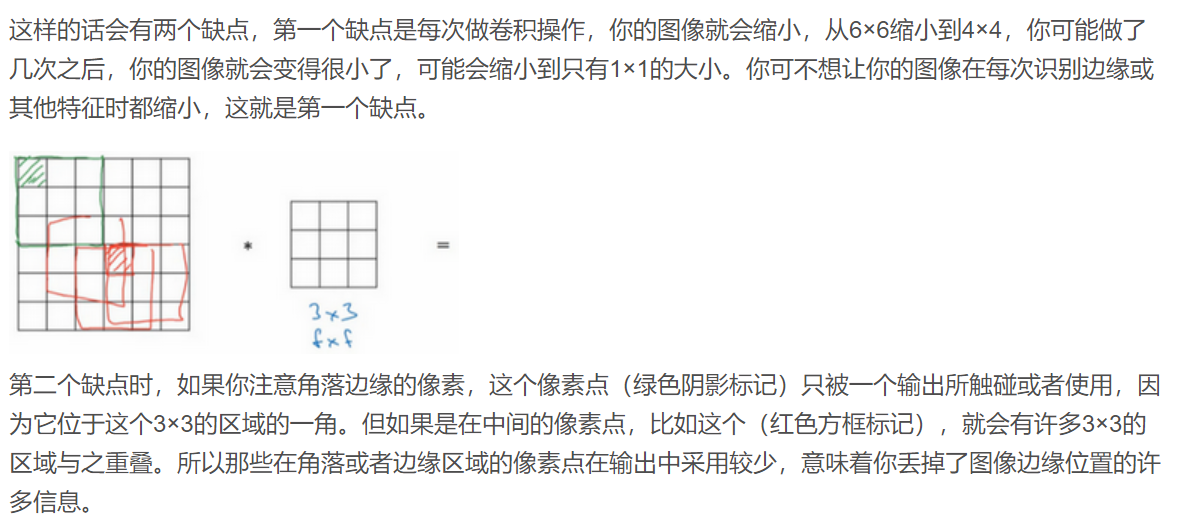 这样的话会有两个缺点，第一个缺点是每次做卷积操作，你的图像就会缩小，从6×6缩小到4×4，你可能做了
几次之后，你的图像就会变得很小了，可能会缩小到只有1×1的大小。你可不想让你的图像在每次识别边缘或
其他特征时都缩小，这就是第一个缺点。
* =
3×3
f×f
第二个缺点时，如果你注意角落边缘的像素，这个像素点（绿色阴影标记）只被一个输出所触碰或者使用，因
为它位于这个3×3的区域的一角。但如果是在中间的像素点，比如这个（红色方框标记），就会有许多3×3的
区域与之重叠。所以那些在角落或者边缘区域的像素点在输出中采用较少，意味着你丢掉了图像边缘位置的许
多信息。